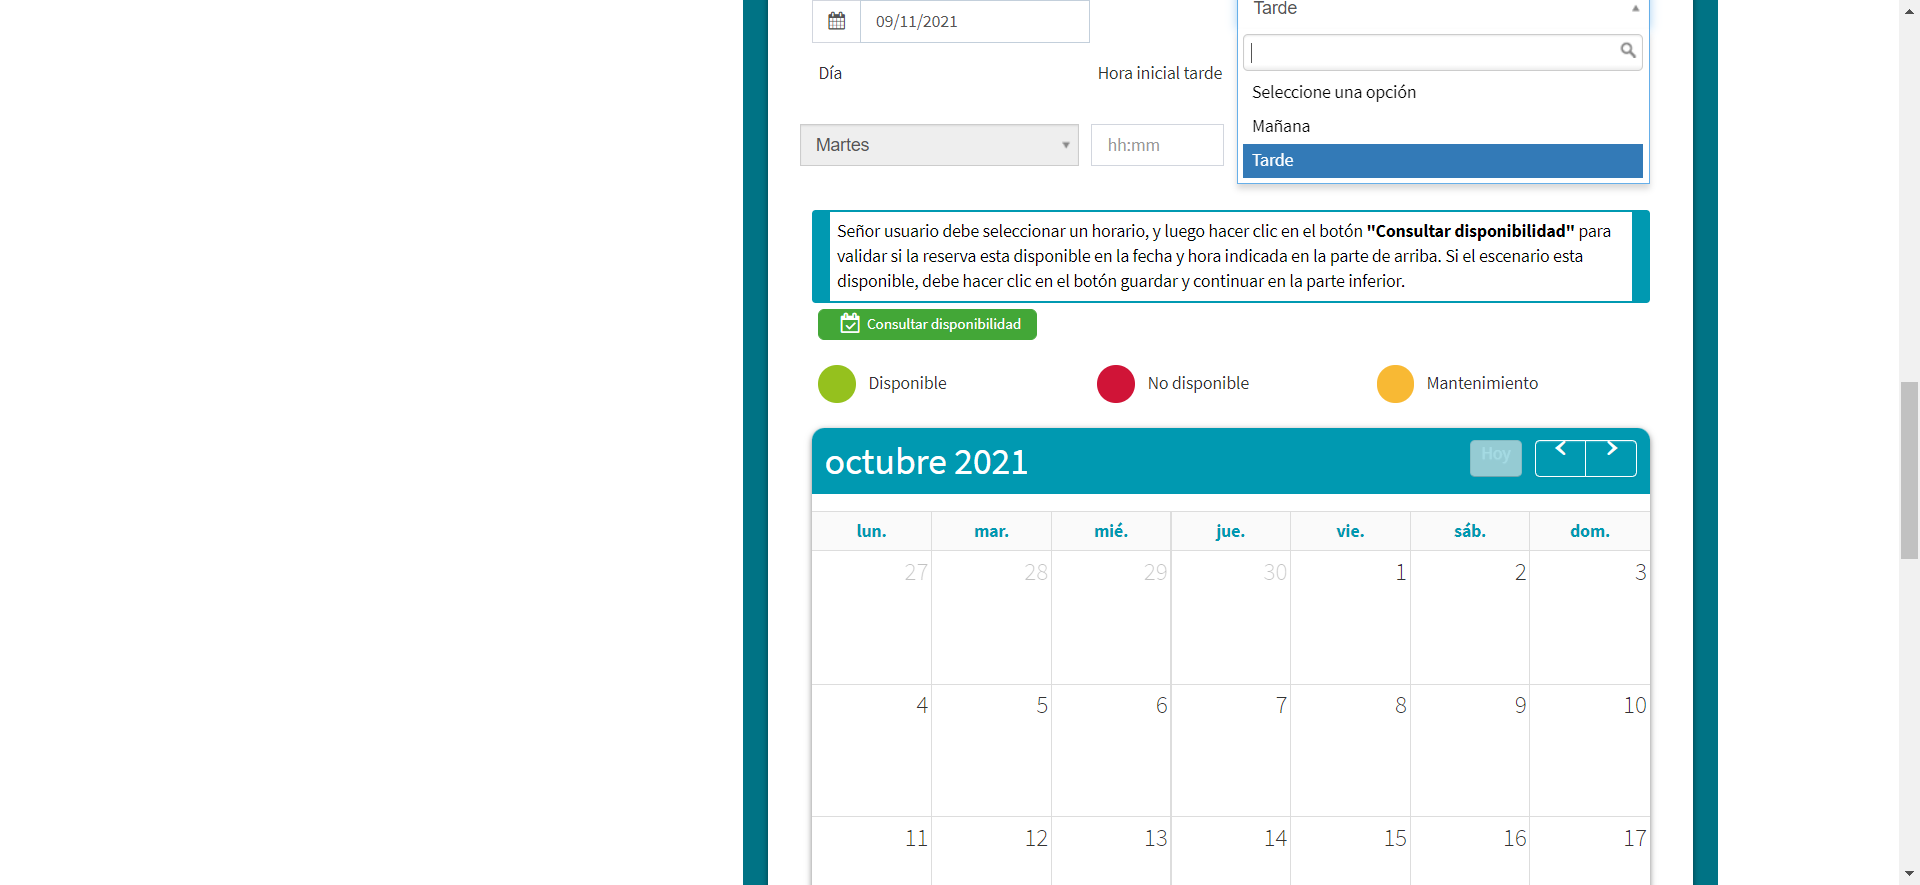 09/11/2021
Tarde
Día
Hora inicial tarde
Seleccione una opción
Mañana
Martes
hh:mm
Tarde
Señor usuario debe seleccionar un horario, y luego hacer clic en el botón "Consultar disponibilidad" para
validar si la reserva esta disponible en la fecha y hora indicada en la parte de arriba. Si el escenario esta
disponible, debe hacer clic en el botón guardar y continuar en la parte inferior.
Consultar disponibilidad
Disponible
No disponible
Mantenimiento
octubre 2021
Hoy
lun. mar. mié. jue. vie. sáb. dom.
27 28 29 30 1 2 3
4 5 6 7 8 9 10
11 12 13 14 15 16 17